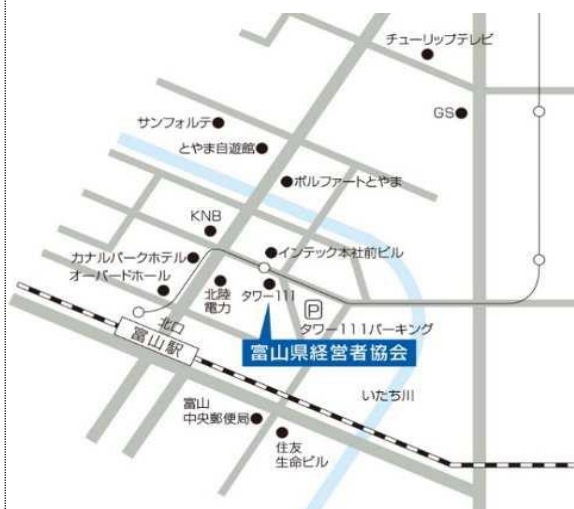 チューリップテレビ
GS
サンフォルテ
とやま自遊館
ボルファートとやま
KNB
カナルパークホテル
インテック本社前ビル
オーバードホール
北陸
電力
タワー111
P
タワー111パーキング
北口
富山駅
富山県経営者協会
いたち川
富山
中央郵便局
住友
生命ビル